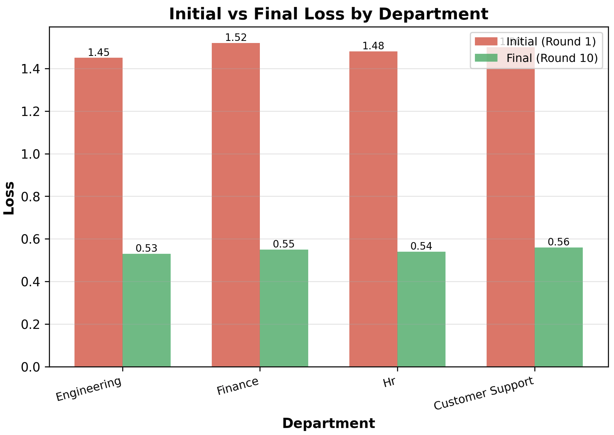 Initial vs Final Loss by Department
Initial (Round 1)
Final (Round 10)
1.45
1.52
1.48
0.53
0.55
0.54
0.56
Loss
1.4
1.2
1.0
0.8
0.6
0.4
0.2
0.0
Engineering
Finance
Hr
Customer Support
Department